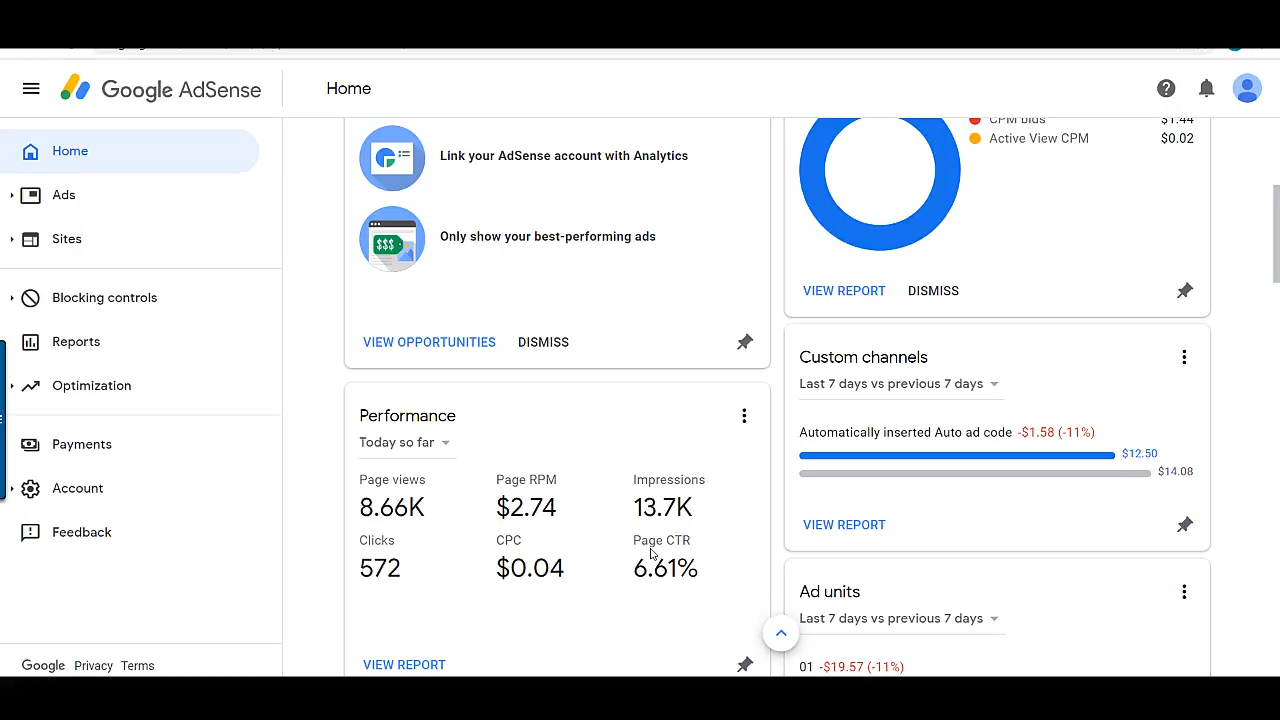 Google AdSense
Home
Home
Ads
Sites
Blocking controls
Reports
Optimization
Payments
Account
Feedback
Google Privacy Terms
Link your AdSense account with Analytics
$$$
Only show your best-performing ads
VIEW OPPORTUNITIES DISMISS
Performance
Today so far
Page views Page RPM Impressions
8.66K $2.74 13.7K
Clicks CPC Page CTR
572 $0.04 6.61%
VIEW REPORT
CPM bids $1.44
Active View CPM $0.02
VIEW REPORT DISMISS
Custom channels
Last 7 days vs previous 7 days
Automatically inserted Auto ad code -$1.58 (-11%)
$12.50
$14.08
VIEW REPORT
Ad units
Last 7 days vs previous 7 days
01 -$19.57 (-11%)